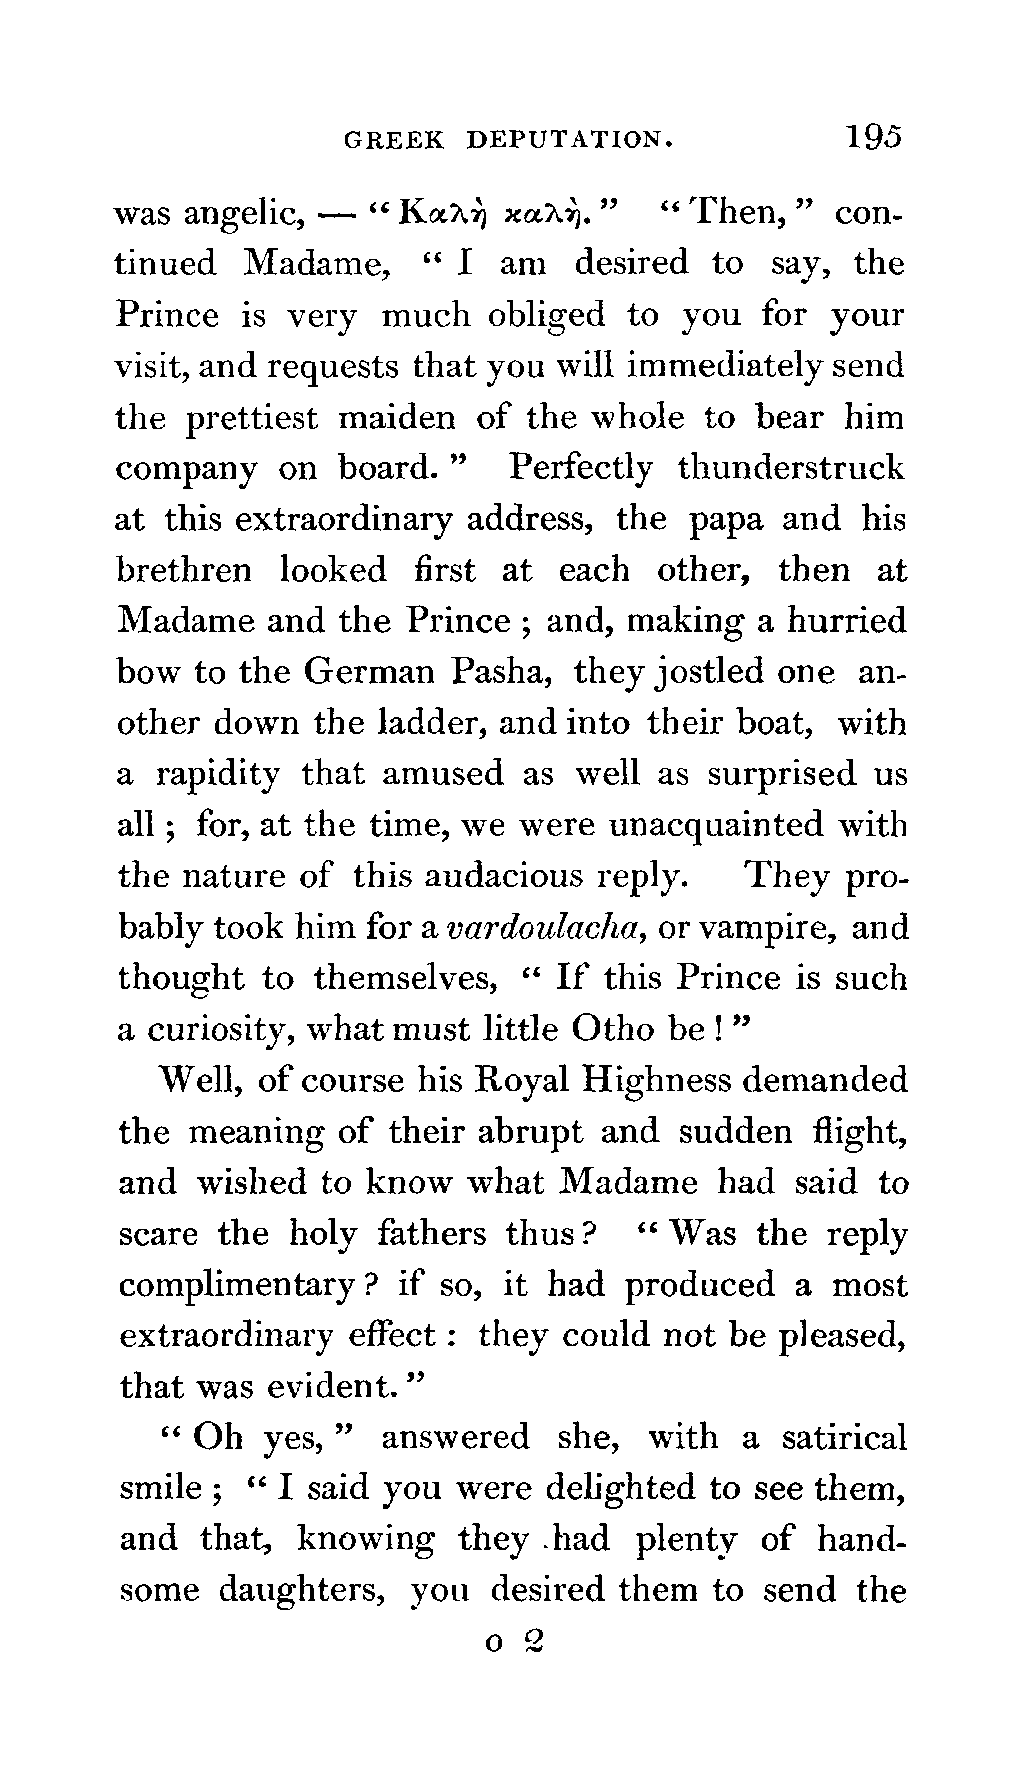 GREEK DEPUTATION. 195
was angelic, — “ Καλὴ καλὴ. ” “ Then, ” con-
tinued Madame, “ I am desired to say, the
Prince is very much obliged to you for your
visit, and requests that you will immediately send
the prettiest maiden of the whole to bear him
company on board. ” Perfectly thunderstruck
at this extraordinary address, the papa and his
brethren looked first at each other, then at
Madame and the Prince ; and, making a hurried
bow to the German Pasha, they jostled one an-
other down the ladder, and into their boat, with
a rapidity that amused as well as surprised us
all ; for, at the time, we were unacquainted with
the nature of this audacious reply. They pro-
bably took him for a vardoulacha, or vampire, and
thought to themselves, “ If this Prince is such
a curiosity, what must little Otho be ! ”
Well, of course his Royal Highness demanded
the meaning of their abrupt and sudden flight,
and wished to know what Madame had said to
scare the holy fathers thus ? “ Was the reply
complimentary ? if so, it had produced a most
extraordinary effect : they could not be pleased,
that was evident. ”
“ Oh yes, ” answered she, with a satirical
smile ; “ I said you were delighted to see them,
and that, knowing they had plenty of hand-
some daughters, you desired them to send the
o 2